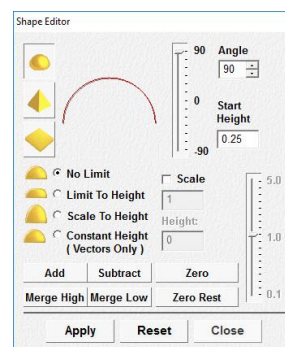 Shape Editor
90 Angle
90
0 Start
Height
-90 0.25
No Limit
Limit To Height
Scale To Height
Constant Height
( Vectors Only )
Scale
1
Height:
0
5.0
1.0
0.1
Add Subtract Zero
Merge High Merge Low Zero Rest
Apply Reset Close